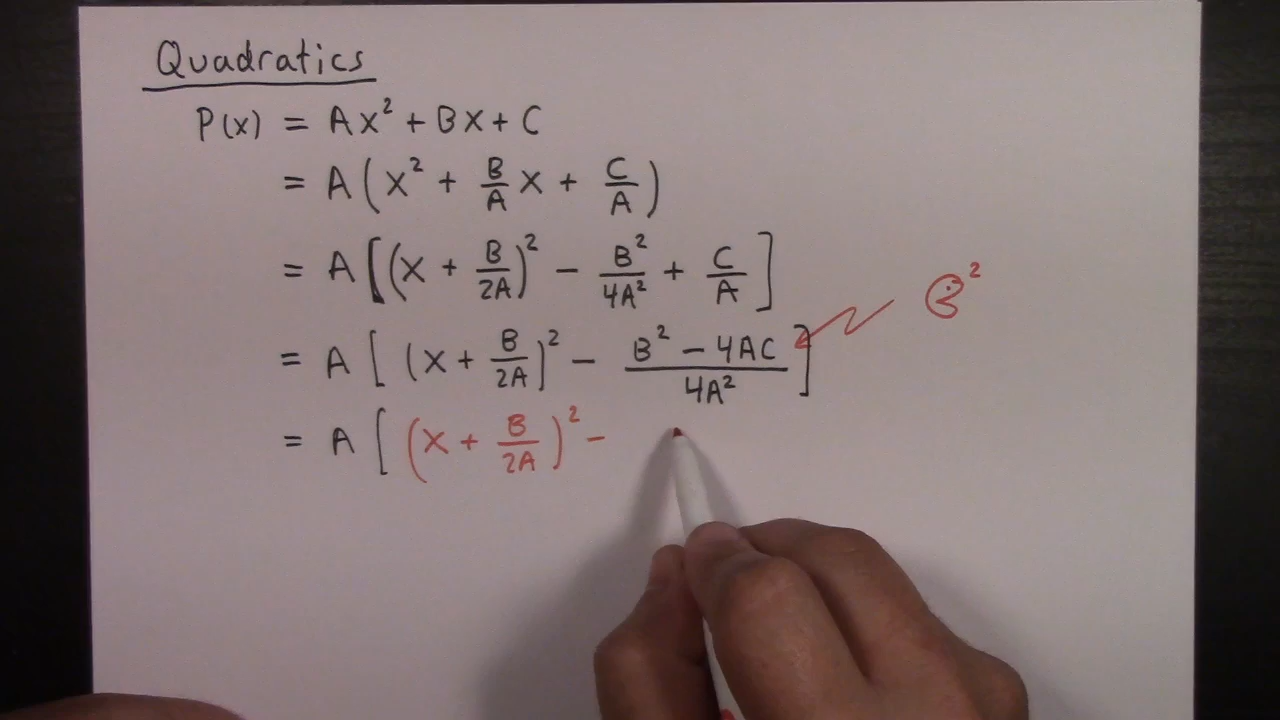 Quadratics
P(x) = Ax² + Bx + C
= A(x² + B/A x + C/A)
= A[(x + B/2A)² - B²/4A² + C/A]
= A[(x + B/2A)² - (B² - 4AC)/4A²]
= A[(x + B/2A)² -